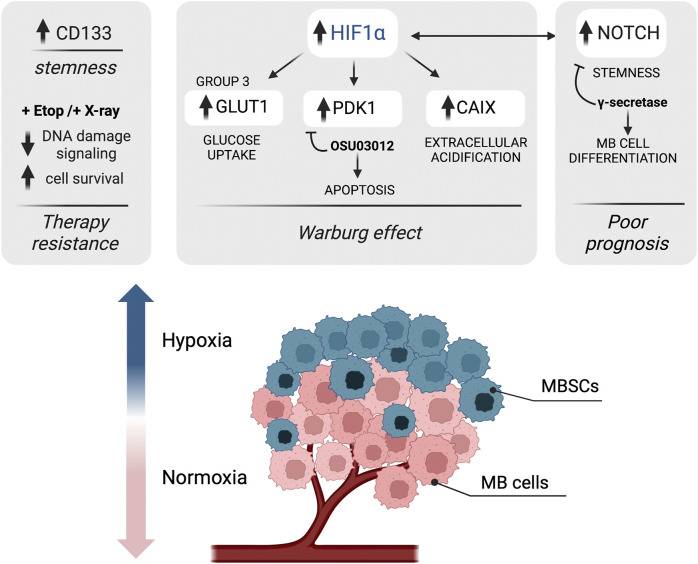 CD133
stemness
+ Etop /+ X-ray
DNA damage
signaling
cell survival
Therapy
resistance
HIF1α
GROUP 3
GLUT1
GLUCOSE
UPTAKE
PDK1
OSU03012
APOPTOSIS
CAIX
EXTRACELLULAR
ACIDIFICATION
Warburg effect
NOTCH
STEMNESS
γ-secretase
MB CELL
DIFFERENTIATION
Poor
prognosis
Hypoxia
Normoxia
MBSCs
MB cells